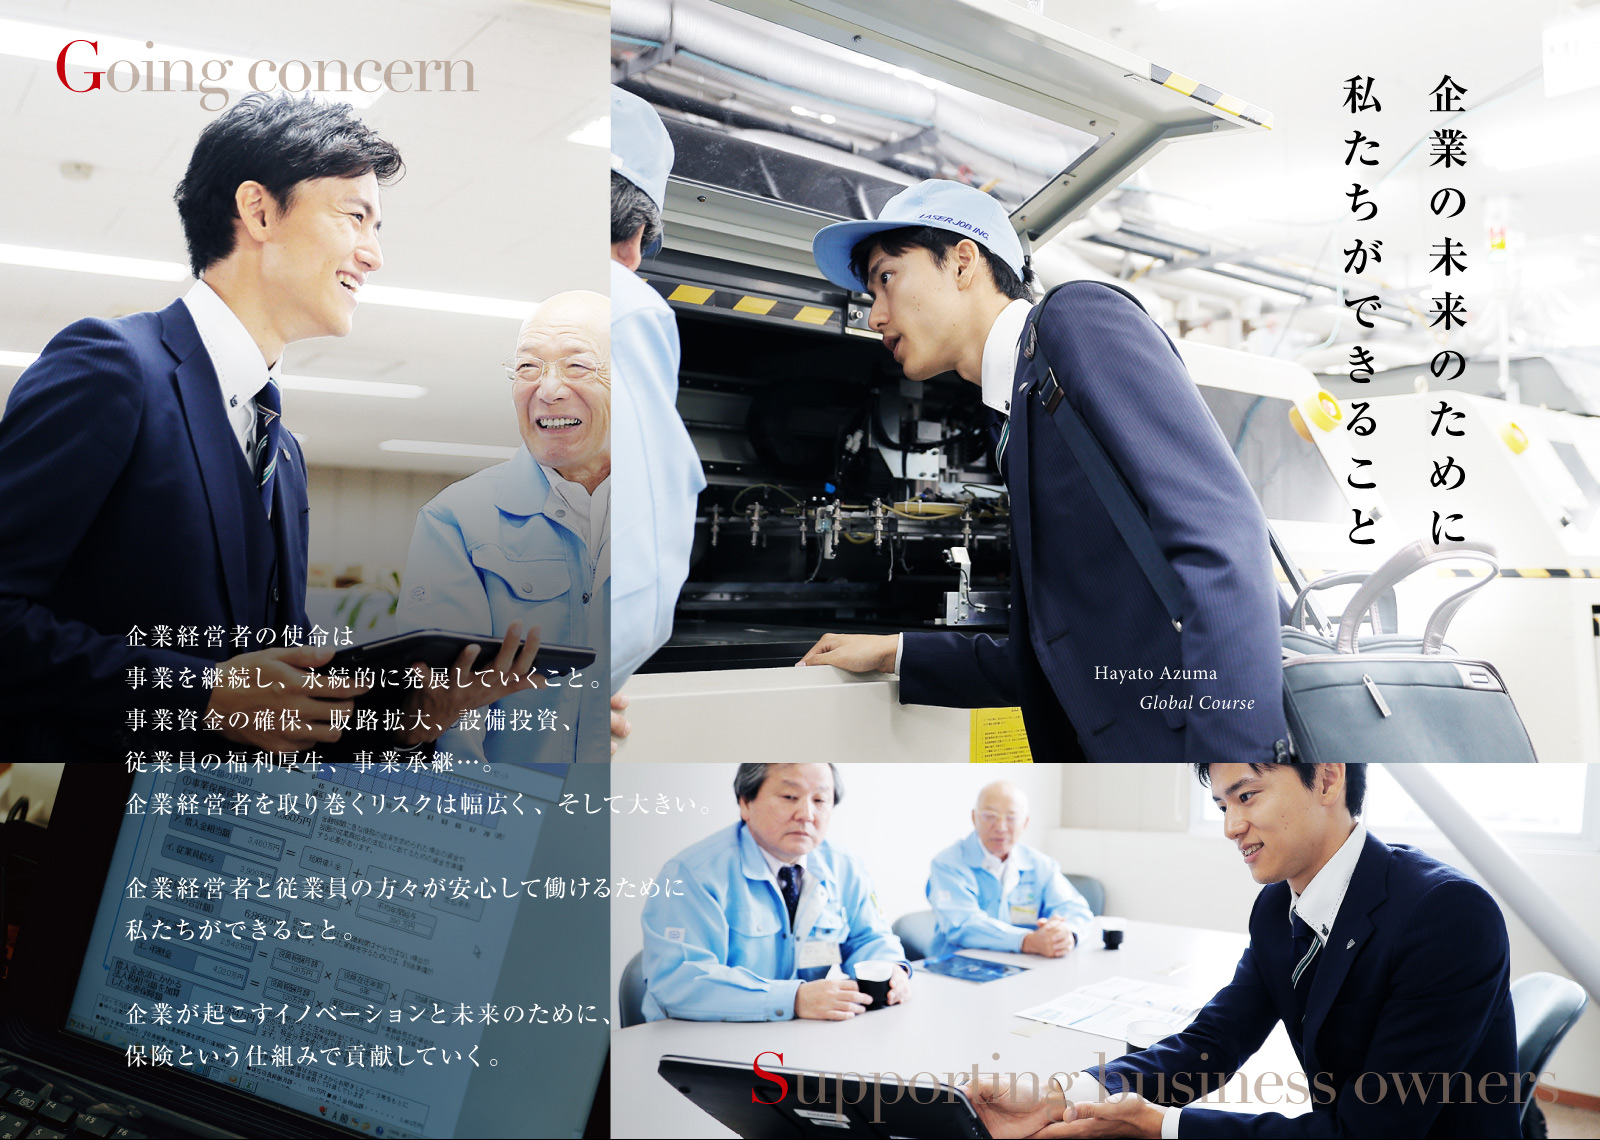 Going concern
企業の未来のために
私たちができること
LASER JOB INC.
Hayato Azuma
Global Course
企業経営者の使命は
事業を継続し、永続的に発展していくこと。
事業資金の確保、販路拡大、設備投資、
従業員の福利厚生、事業承継…。
企業経営者を取り巻くリスクは幅広く、そして大きい。
企業経営者と従業員の方々が安心して働けるために
私たちができること。
企業が起こすイノベーションと未来のために、
保険という仕組みで貢献していく。
Supporting business owners